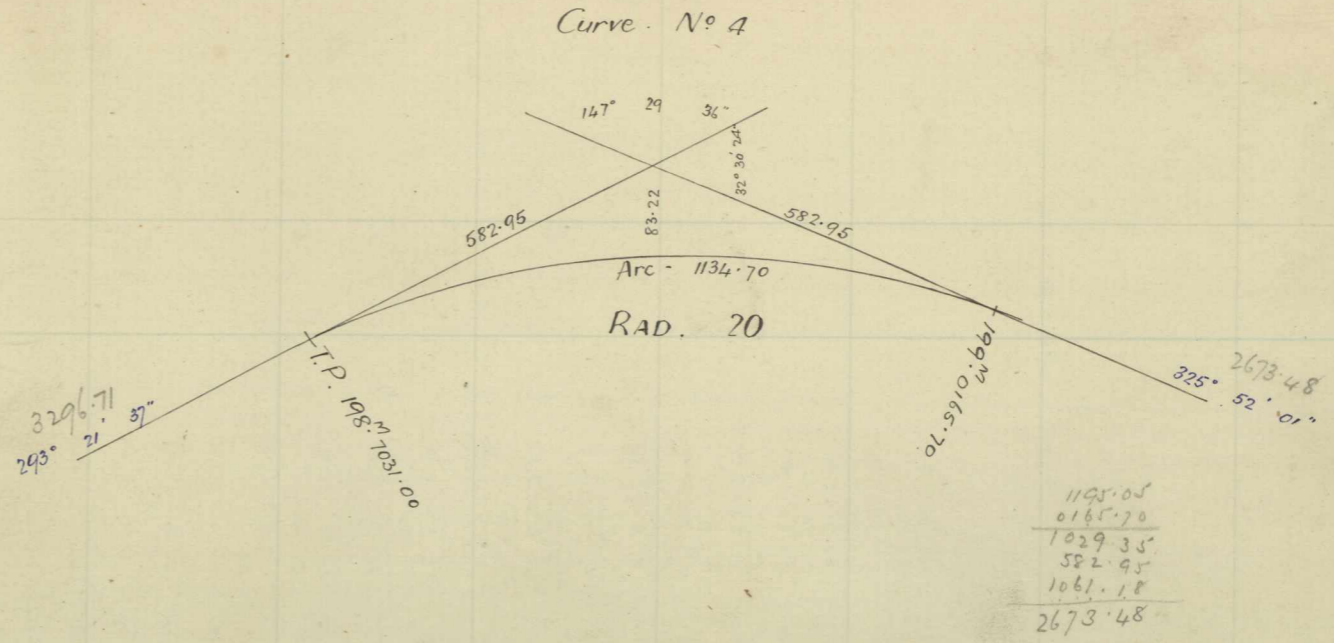 Curve. Nº 4
147° 29 36"
32° 30' 24"
582.95
83.22
582.95
Arc - 1134.70
RAD. 20
T.P. 198.M 7031.00
199.M 0165.70
3296.71
293° 21' 37"
2673.48
325° 52' 01"
1195.05
0165.70
1029.35
582.95
1061.18
2673.48